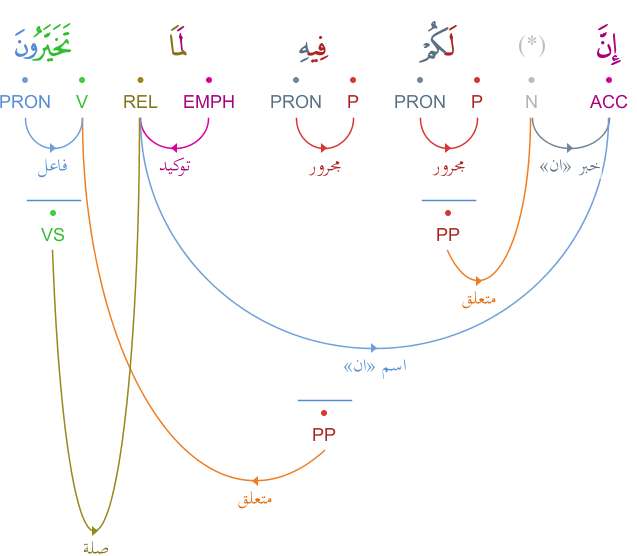 إِنَّ (*) لَكُمْ فِيهِ لَمَا تَخَيَّرُونَ
ACC N P PRON P PRON EMPH REL V PRON
خبر «ان» مجرور مجرور توكيد فاعل
PP VS
متعلق
اسم «ان»
PP
متعلق
صلة